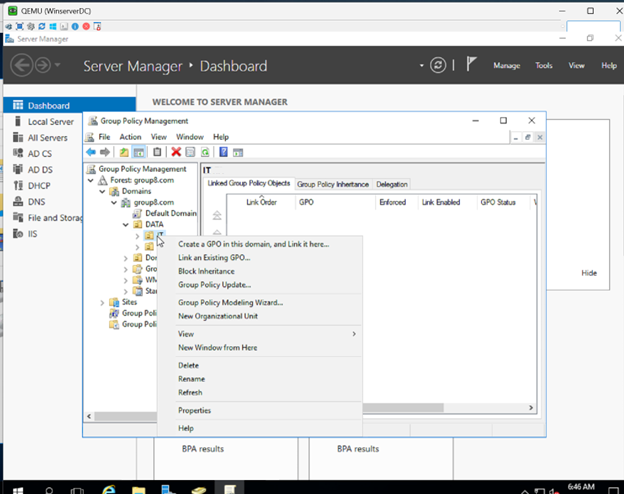 QEMU (WinserverDC)
Server Manager
Server Manager • Dashboard
Manage Tools View Help
Dashboard
Local Server
All Servers
AD CS
AD DS
DHCP
DNS
File and Storag
IIS
WELCOME TO SERVER MANAGER
Group Policy Management
File Action View Window Help
Group Policy Management
Forest: group8.com
Domains
group8.com
Default Domain
DATA
IT
Dor
Gro
WM
Star
Sites
Group Poli
Group Poli
IT
Linked Group Policy Objects Group Policy Inheritance Delegation
Link Order GPO Enforced Link Enabled GPO Status
Create a GPO in this domain, and Link it here...
Link an Existing GPO...
Block Inheritance
Group Policy Update...
Group Policy Modeling Wizard...
New Organizational Unit
View
New Window from Here
Delete
Rename
Refresh
Properties
Help
Hide
BPA results BPA results
6:46 AM